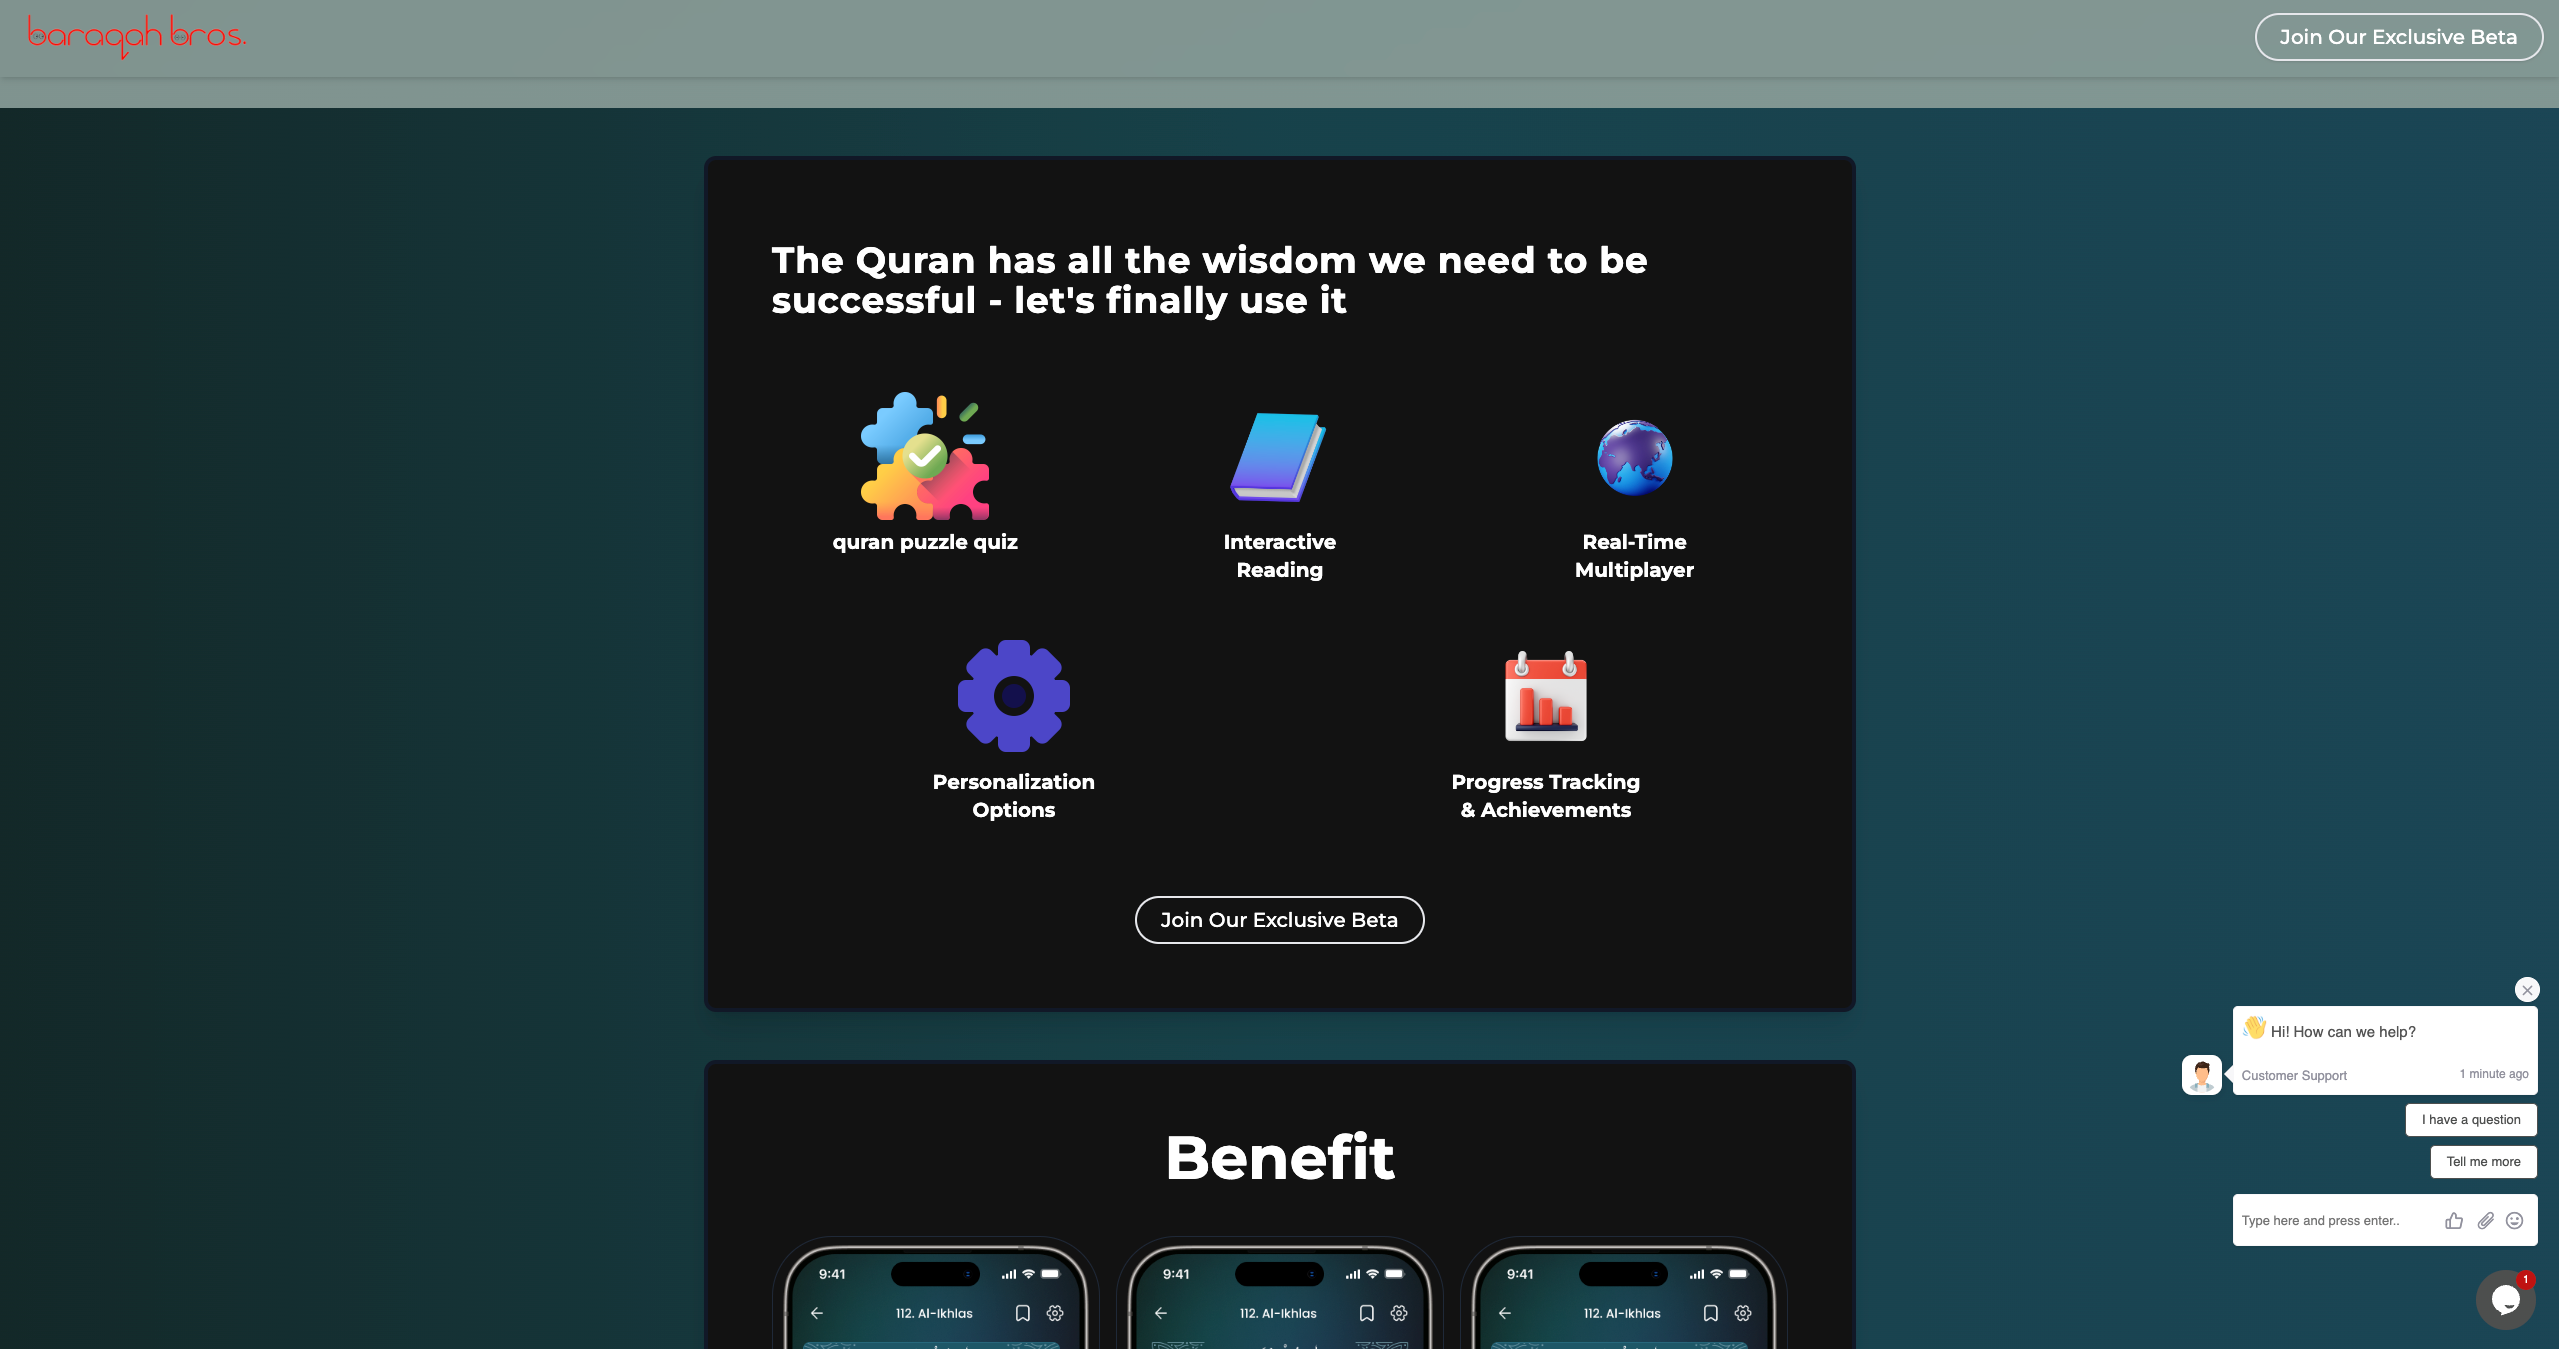 baraqah bros.
Join Our Exclusive Beta
The Quran has all the wisdom we need to be
successful - let's finally use it
quran puzzle quiz
Interactive
Reading
Real-Time
Multiplayer
Personalization
Options
Progress Tracking
& Achievements
Join Our Exclusive Beta
Hi! How can we help?
Customer Support
1 minute ago
I have a question
Tell me more
Type here and press enter..
1
Benefit
9:41
112. Al-Ikhlas
9:41
112. Al-Ikhlas
9:41
112. Al-Ikhlas